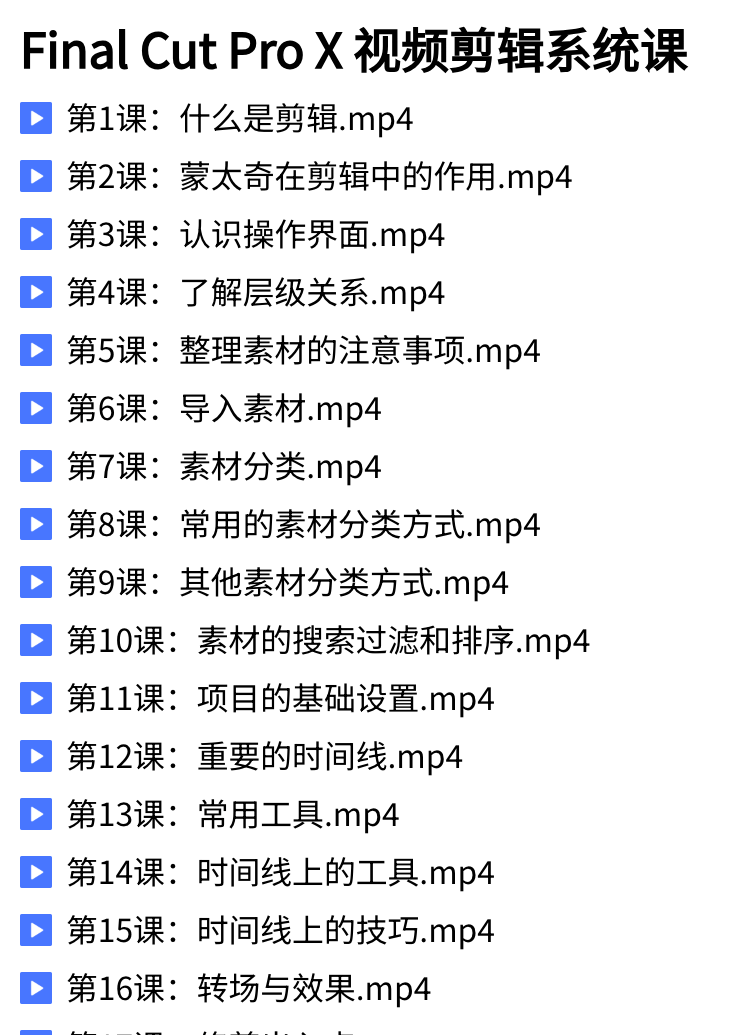 Final Cut Pro X 视频剪辑系统课
第1课：什么是剪辑.mp4
第2课：蒙太奇在剪辑中的作用.mp4
第3课：认识操作界面.mp4
第4课：了解层级关系.mp4
第5课：整理素材的注意事项.mp4
第6课：导入素材.mp4
第7课：素材分类.mp4
第8课：常用的素材分类方式.mp4
第9课：其他素材分类方式.mp4
第10课：素材的搜索过滤和排序.mp4
第11课：项目的基础设置.mp4
第12课：重要的时间线.mp4
第13课：常用工具.mp4
第14课：时间线上的工具.mp4
第15课：时间线上的技巧.mp4
第16课：转场与效果.mp4